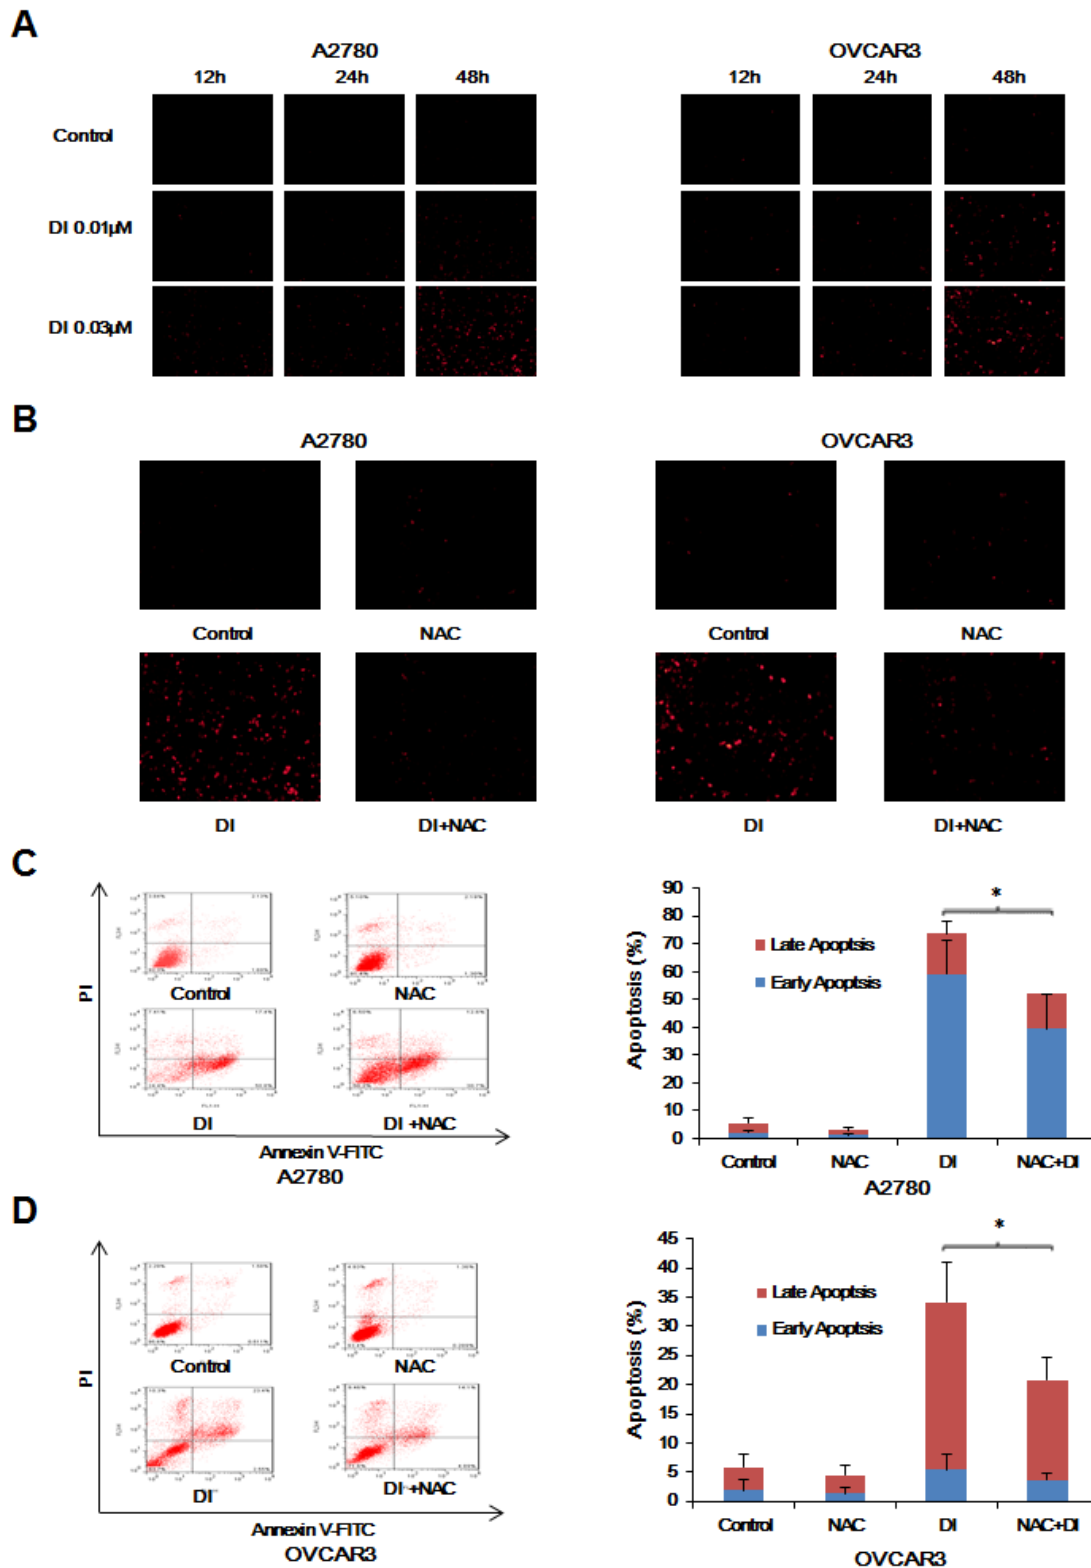 A
A2780
OVCAR3
12h 24h 48h
12h 24h 48h
Control
DI 0.01µM
DI 0.03µM
B
A2780
OVCAR3
Control NAC
Control NAC
DI DI+NAC
DI DI+NAC
C
PI
Control NAC
DI DI +NAC
Annexin V-FITC
A2780
Apoptosis (%)
90
80
70
60
50
40
30
20
10
0
*
Late Apoptsis
Early Apoptsis
Control NAC DI NAC+DI
A2780
D
PI
Control NAC
DI DI +NAC
Annexin V-FITC
OVCAR3
Apoptosis (%)
45
40
35
30
25
20
15
10
5
0
*
Late Apoptsis
Early Apoptsis
Control NAC DI NAC+DI
OVCAR3